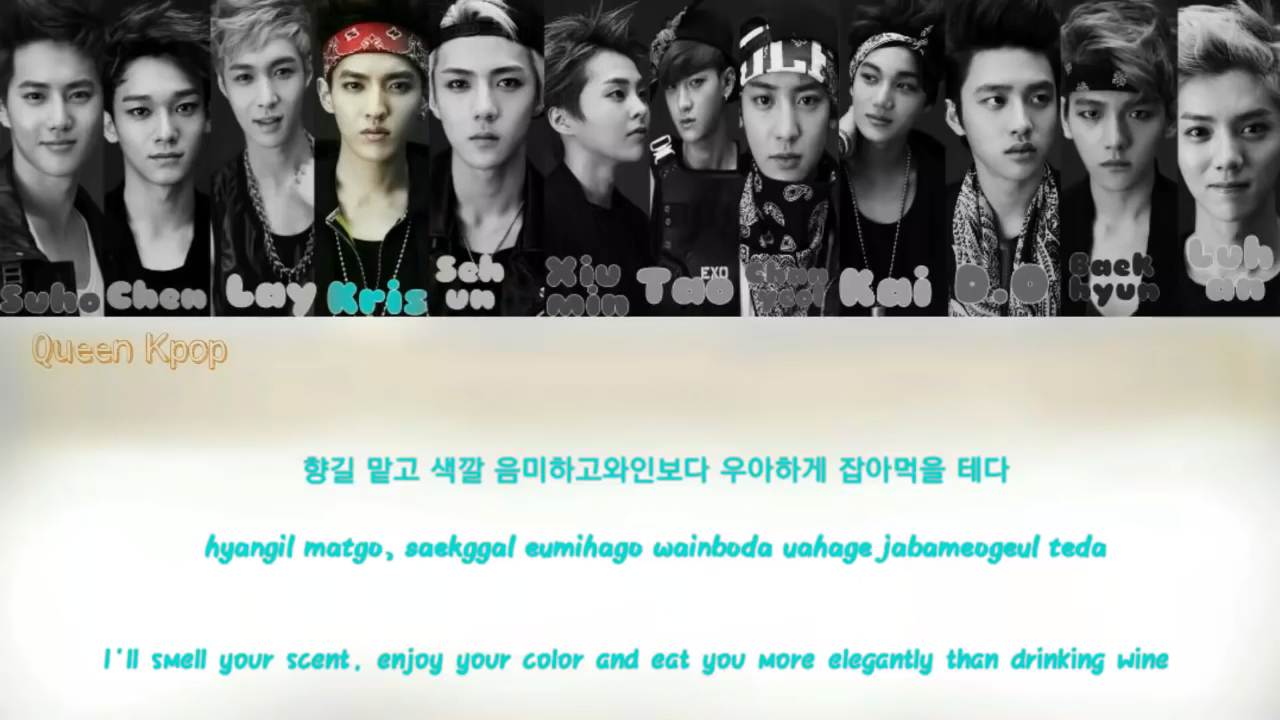 Suho Chen Lay Kris Seh un Xiu min Tao EXO Chan yeol Kai D.O Baek hyun Luh an
Queen Kpop
향길 맡고 색깔 음미하고와인보다 우아하게 잡아먹을 테다
hyangil matgo, saekggal eumihago wainboda uahage jabameogeul teda
I'll smell your scent, enjoy your color and eat you more elegantly than drinking wine